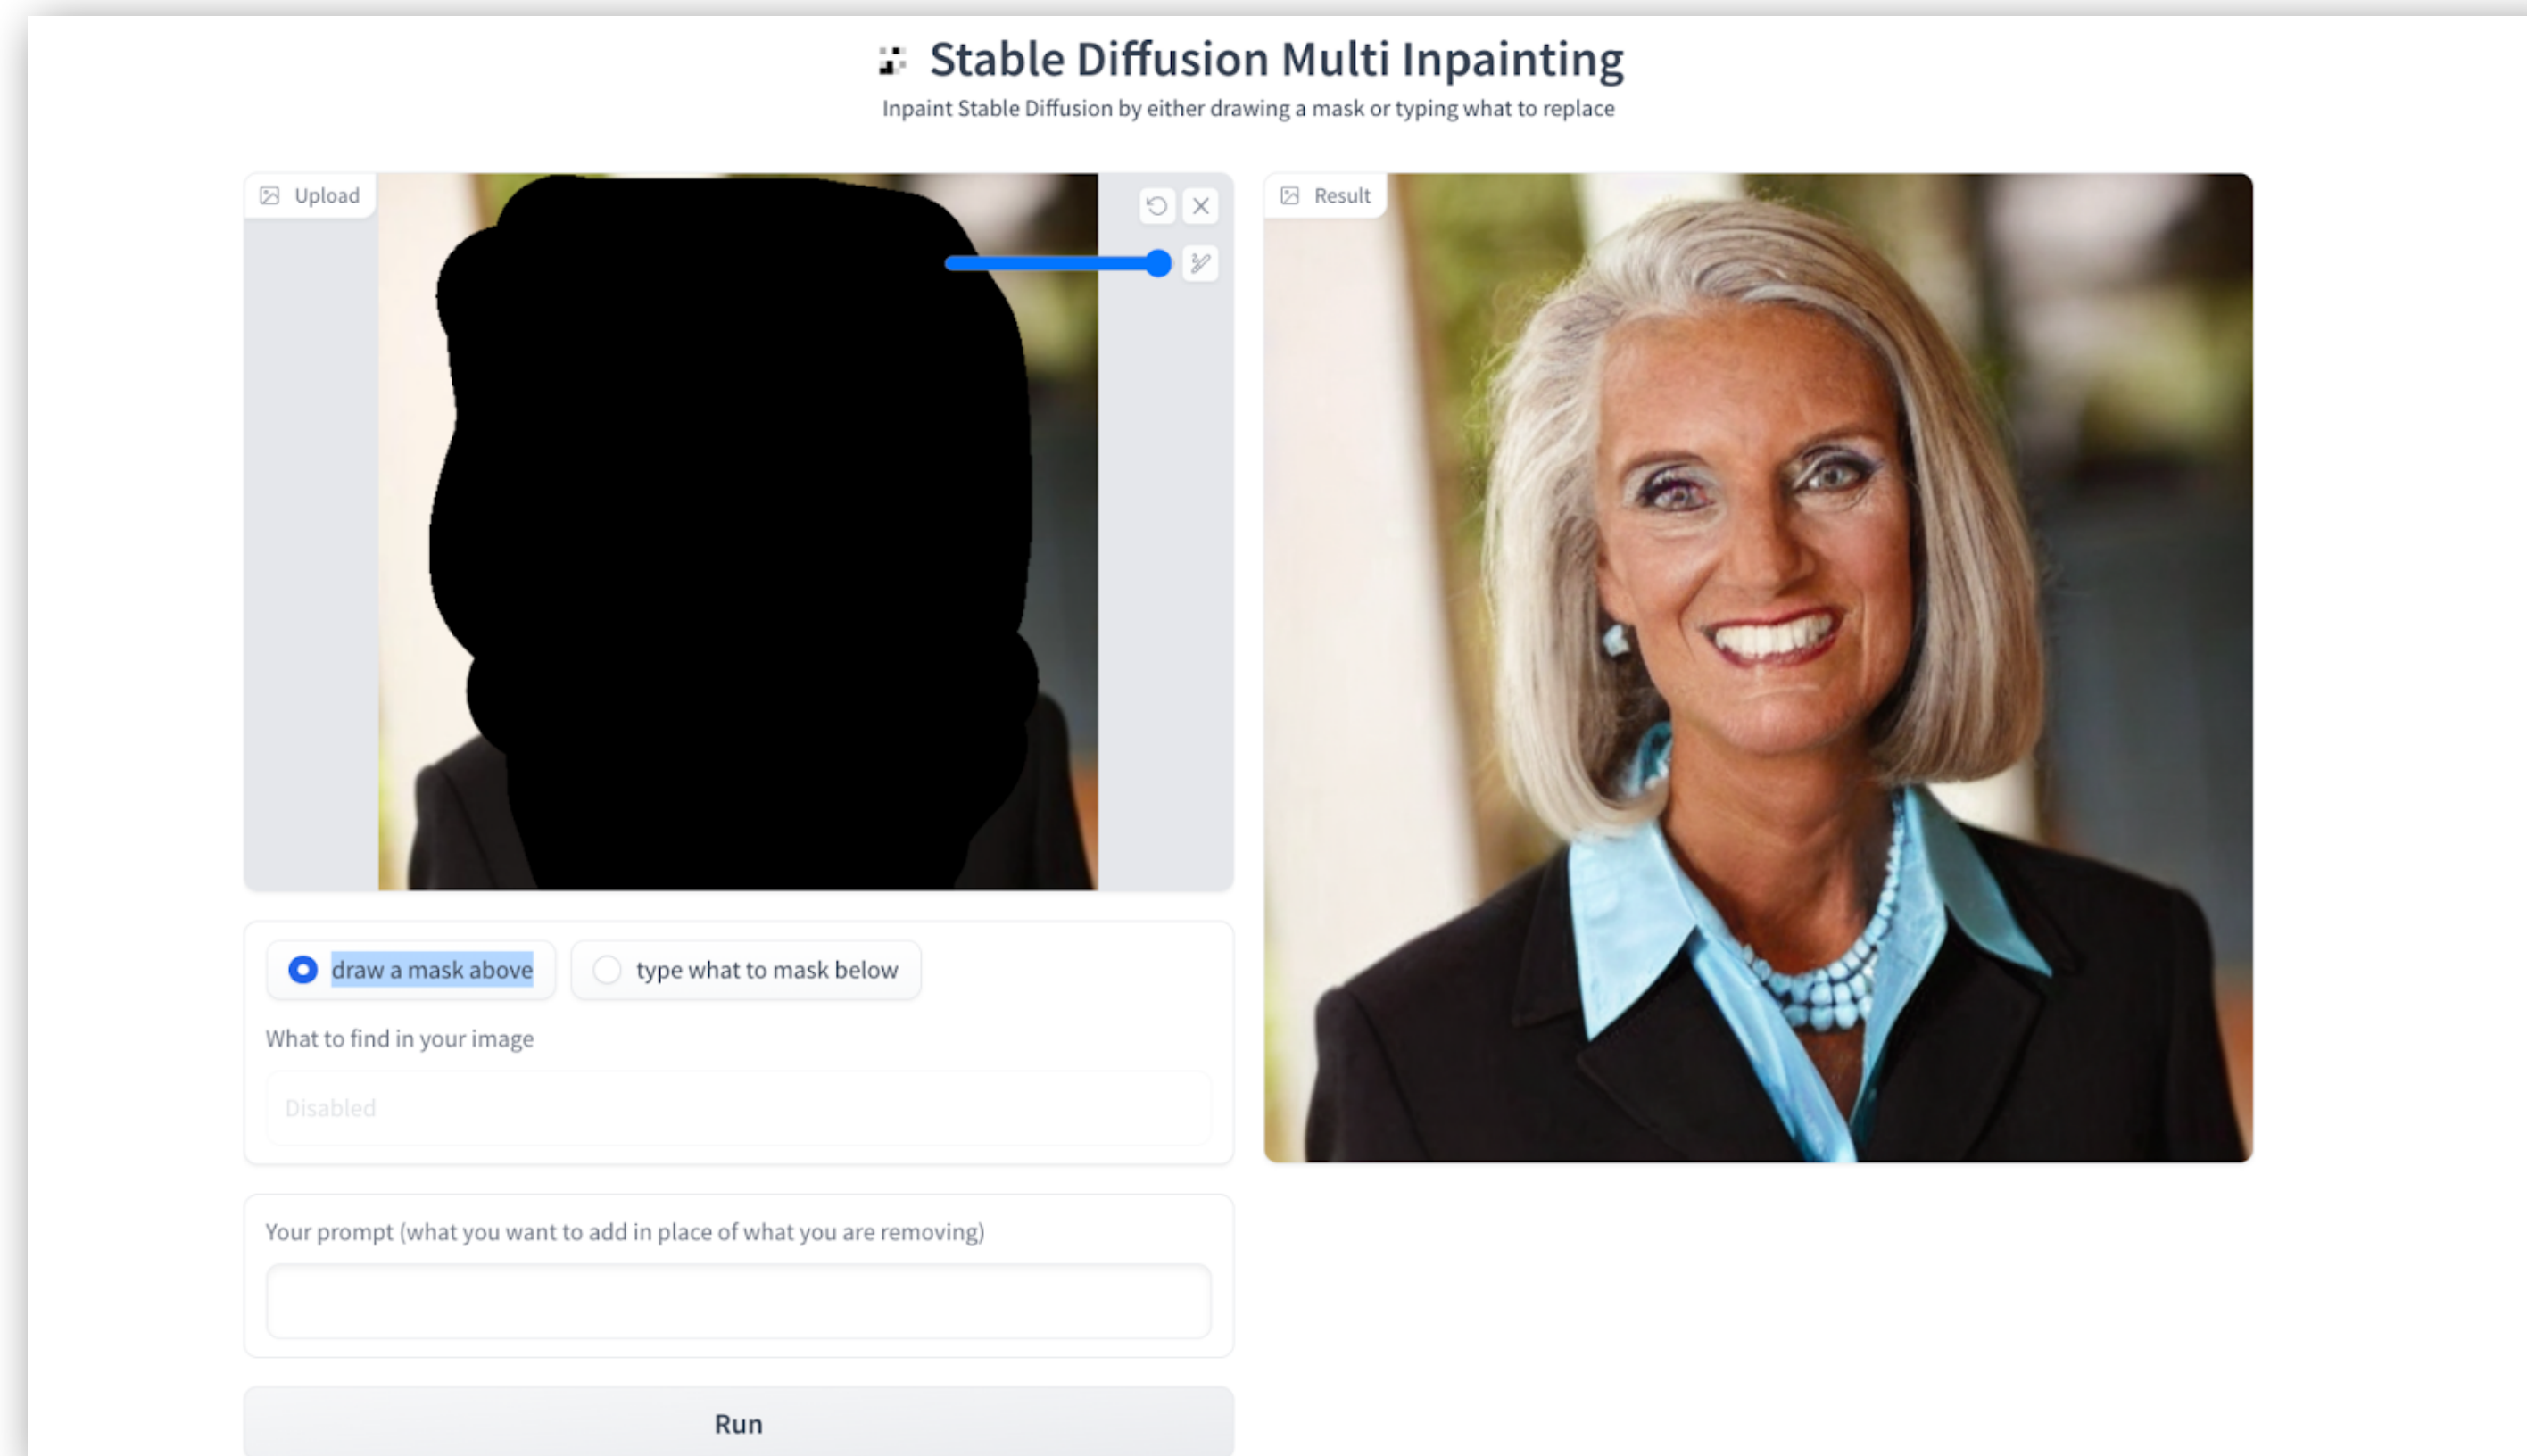 Stable Diffusion Multi Inpainting
Inpaint Stable Diffusion by either drawing a mask or typing what to replace
Upload
Result
draw a mask above
type what to mask below
What to find in your image
Disabled
Your prompt (what you want to add in place of what you are removing)
Run